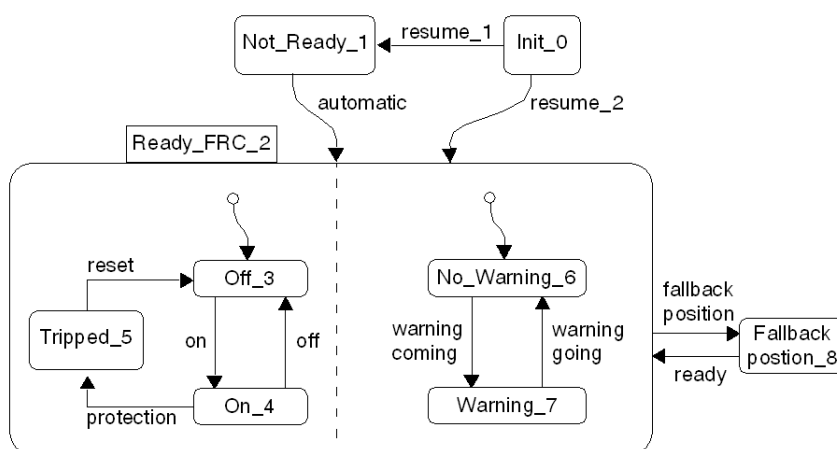 Not_Ready_1
resume_1
Init_0
automatic
resume_2
Ready_FRC_2
reset
Off_3
No_Warning_6
fallback
position
Tripped_5
on
off
warning
coming
warning
going
Fallback
postion_8
ready
protection
On_4
Warning_7